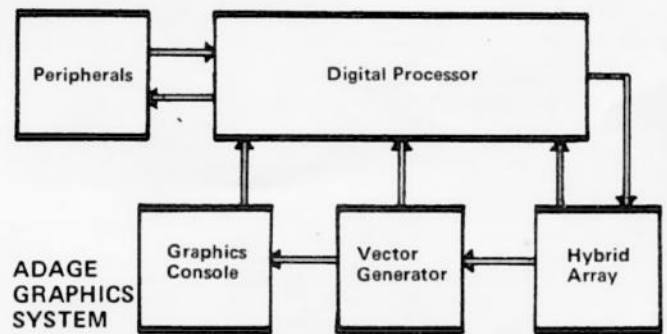 Peripherals
Digital Processor
Graphics
Console
Vector
Generator
Hybrid
Array
ADAGE
GRAPHICS
SYSTEM